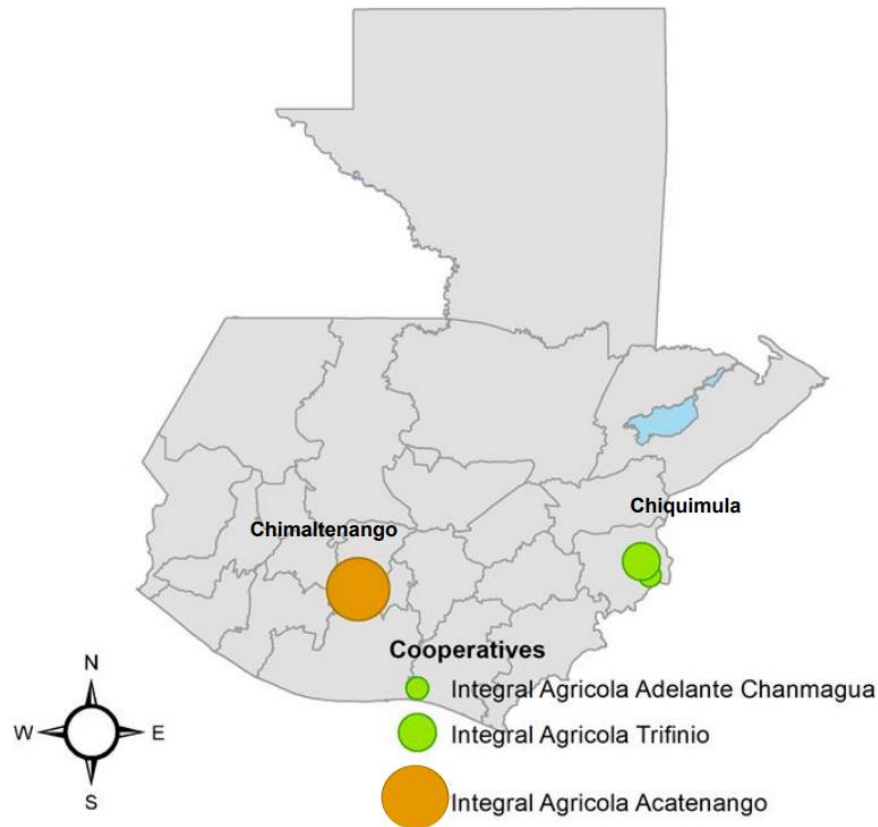 Chiquimula
Chimaltenango
Cooperatives
Integral Agricola Adelante Chanmagua
Integral Agricola Trifinio
Integral Agricola Acatenango
N
W
E
S